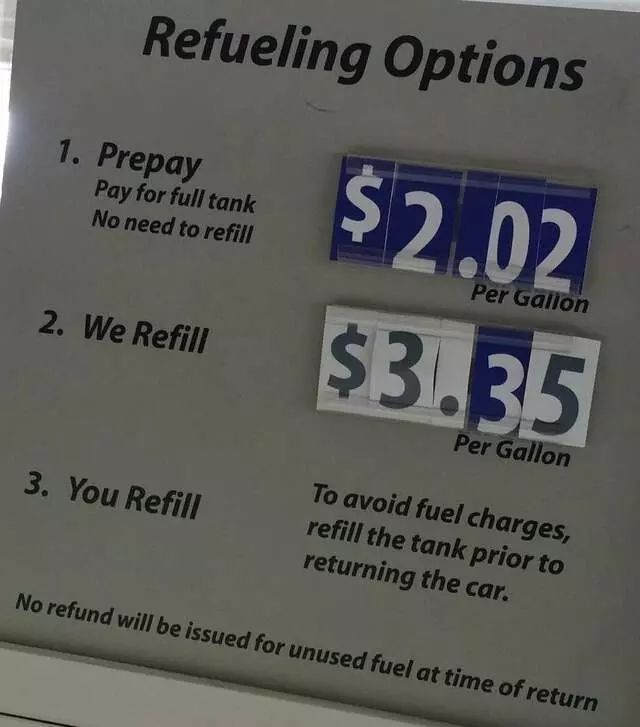 Refueling Options
1. Prepay
Pay for full tank
No need to refill
$2.02
Per Gallon
2. We Refill
$3.35
Per Gallon
3. You Refill
To avoid fuel charges,
refill the tank prior to
returning the car.
No refund will be issued for unused fuel at time of return